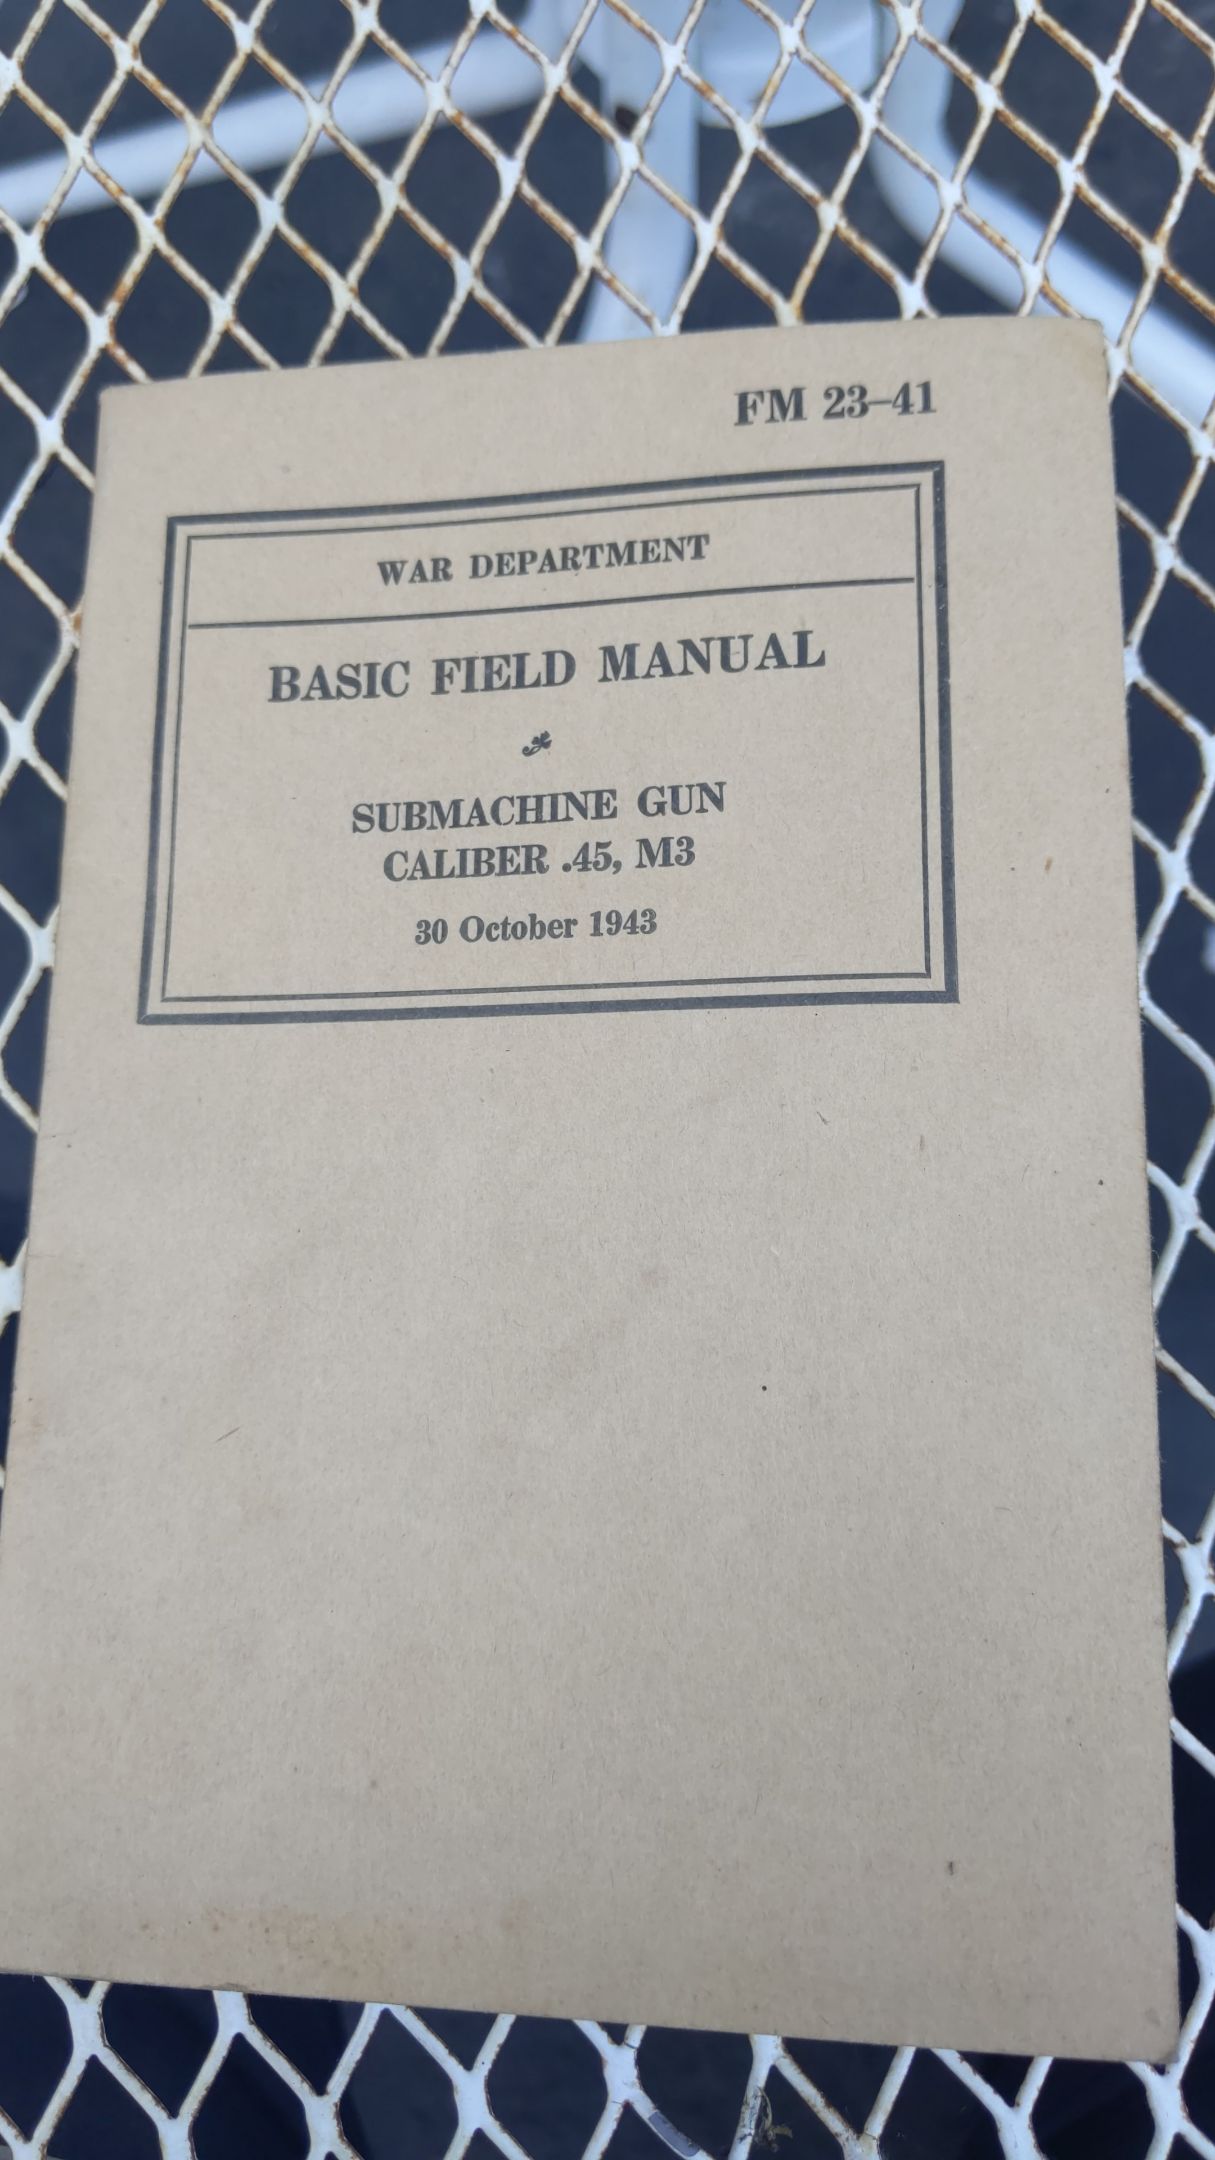 FM 23–41
WAR DEPARTMENT
BASIC FIELD MANUAL
SUBMACHINE GUN
CALIBER .45, M3
30 October 1943